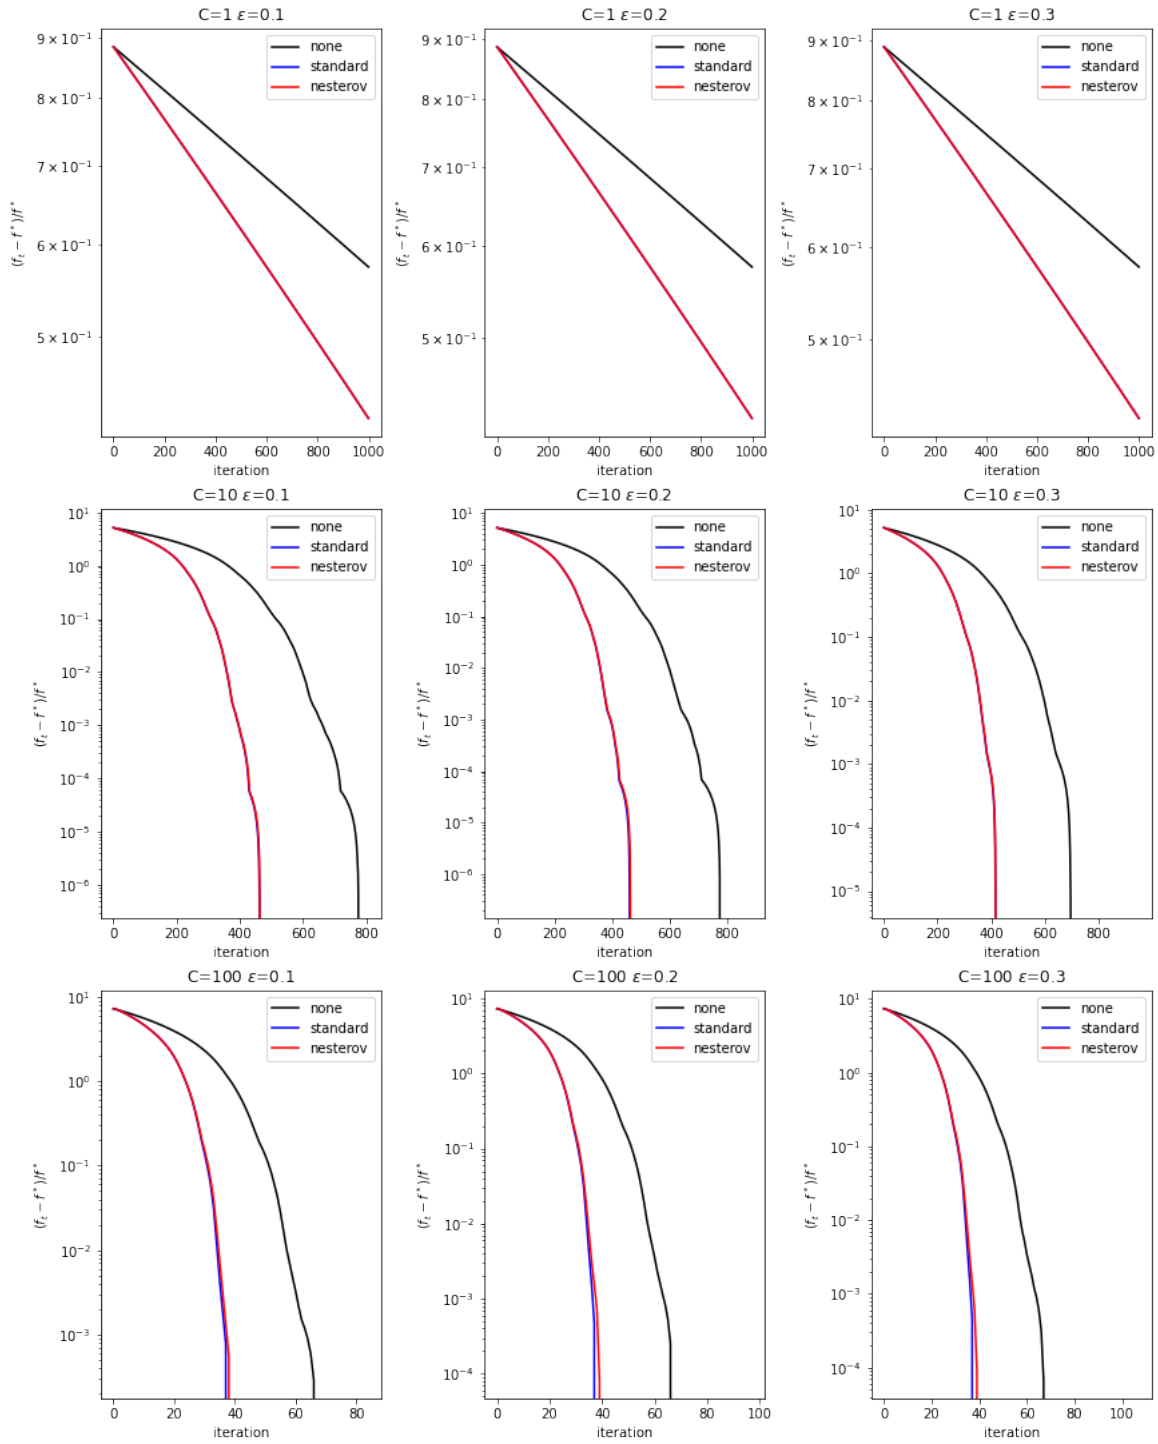 C=1 ε=0.1
9 × 10⁻¹
8 × 10⁻¹
7 × 10⁻¹
6 × 10⁻¹
5 × 10⁻¹
(fₜ − f*)/f*
none
standard
nesterov
0 200 400 600 800 1000
iteration
C=1 ε=0.2
9 × 10⁻¹
8 × 10⁻¹
7 × 10⁻¹
6 × 10⁻¹
5 × 10⁻¹
(fₜ − f*)/f*
none
standard
nesterov
0 200 400 600 800 1000
iteration
C=1 ε=0.3
9 × 10⁻¹
8 × 10⁻¹
7 × 10⁻¹
6 × 10⁻¹
5 × 10⁻¹
(fₜ − f*)/f*
none
standard
nesterov
0 200 400 600 800 1000
iteration
C=10 ε=0.1
10¹
10⁰
10⁻¹
10⁻²
10⁻³
10⁻⁴
10⁻⁵
10⁻⁶
(fₜ − f*)/f*
none
standard
nesterov
0 200 400 600 800
iteration
C=10 ε=0.2
10¹
10⁰
10⁻¹
10⁻²
10⁻³
10⁻⁴
10⁻⁵
10⁻⁶
(fₜ − f*)/f*
none
standard
nesterov
0 200 400 600 800
iteration
C=10 ε=0.3
10¹
10⁰
10⁻¹
10⁻²
10⁻³
10⁻⁴
10⁻⁵
(fₜ − f*)/f*
none
standard
nesterov
0 200 400 600 800
iteration
C=100 ε=0.1
10¹
10⁰
10⁻¹
10⁻²
10⁻³
(fₜ − f*)/f*
none
standard
nesterov
0 20 40 60 80
iteration
C=100 ε=0.2
10¹
10⁰
10⁻¹
10⁻²
10⁻³
10⁻⁴
(fₜ − f*)/f*
none
standard
nesterov
0 20 40 60 80 100
iteration
C=100 ε=0.3
10¹
10⁰
10⁻¹
10⁻²
10⁻³
10⁻⁴
(fₜ − f*)/f*
none
standard
nesterov
0 20 40 60 80 100
iteration